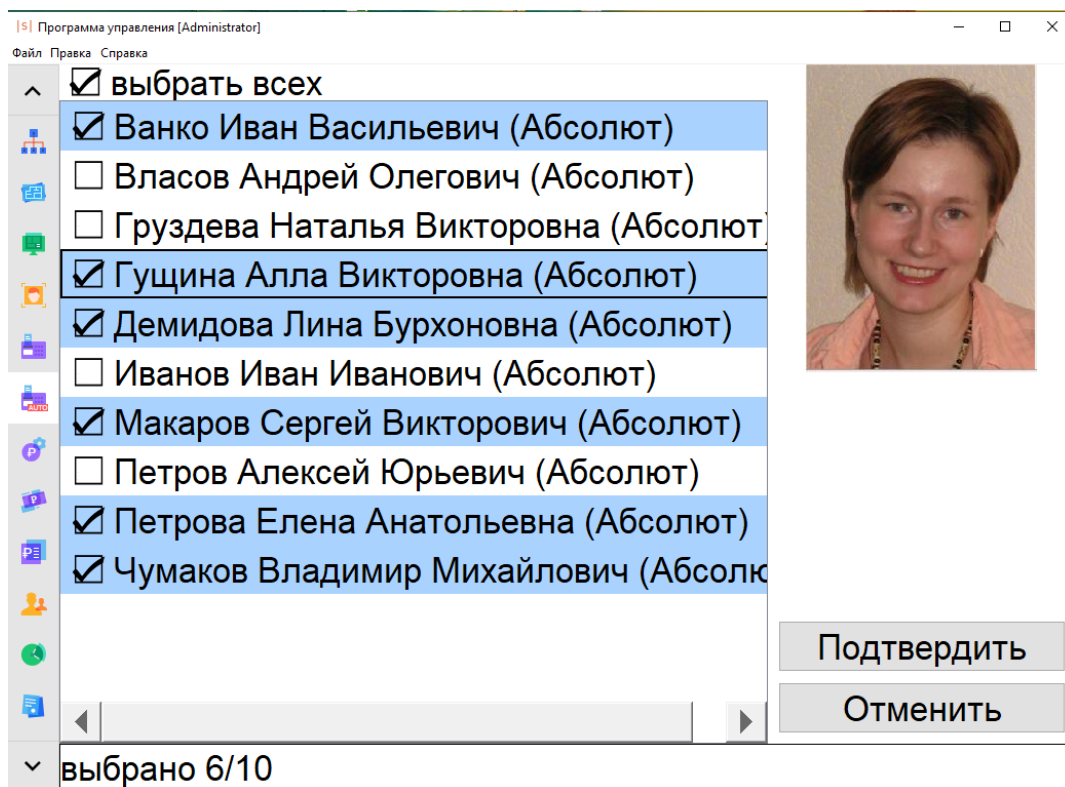 |S| Программа управления [Administrator]
Файл Правка Справка
выбрать всех
Ванко Иван Васильевич (Абсолют)
Власов Андрей Олегович (Абсолют)
Груздева Наталья Викторовна (Абсолют)
Гущина Алла Викторовна (Абсолют)
Демидова Лина Бурхоновна (Абсолют)
Иванов Иван Иванович (Абсолют)
Макаров Сергей Викторович (Абсолют)
Петров Алексей Юрьевич (Абсолют)
Петрова Елена Анатольевна (Абсолют)
Чумаков Владимир Михайлович (Абсолю
AUTO
Подтвердить
Отменить
выбрано 6/10